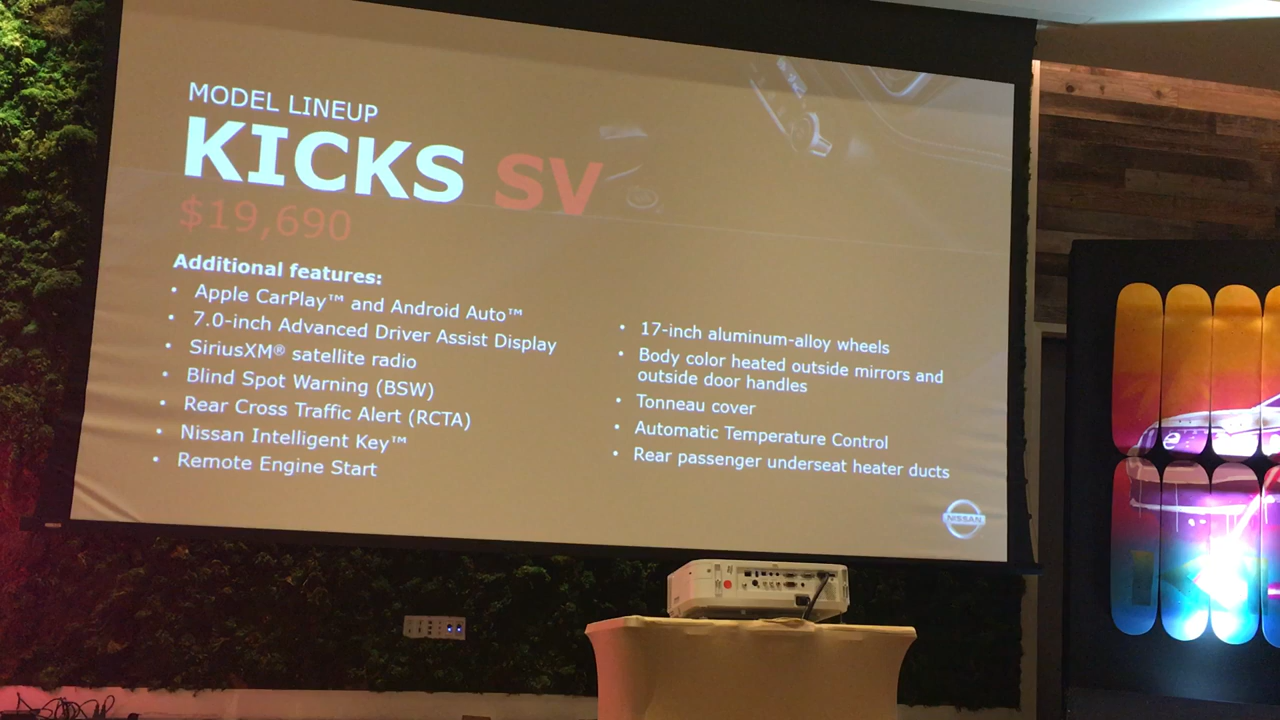 MODEL LINEUP
KICKS SV
$19,690
Additional features:
• Apple CarPlay™ and Android Auto™
• 7.0-inch Advanced Driver Assist Display
• SiriusXM® satellite radio
• Blind Spot Warning (BSW)
• Rear Cross Traffic Alert (RCTA)
• Nissan Intelligent Key™
• Remote Engine Start
• 17-inch aluminum-alloy wheels
• Body color heated outside mirrors and
outside door handles
• Tonneau cover
• Automatic Temperature Control
• Rear passenger underseat heater ducts
NISSAN